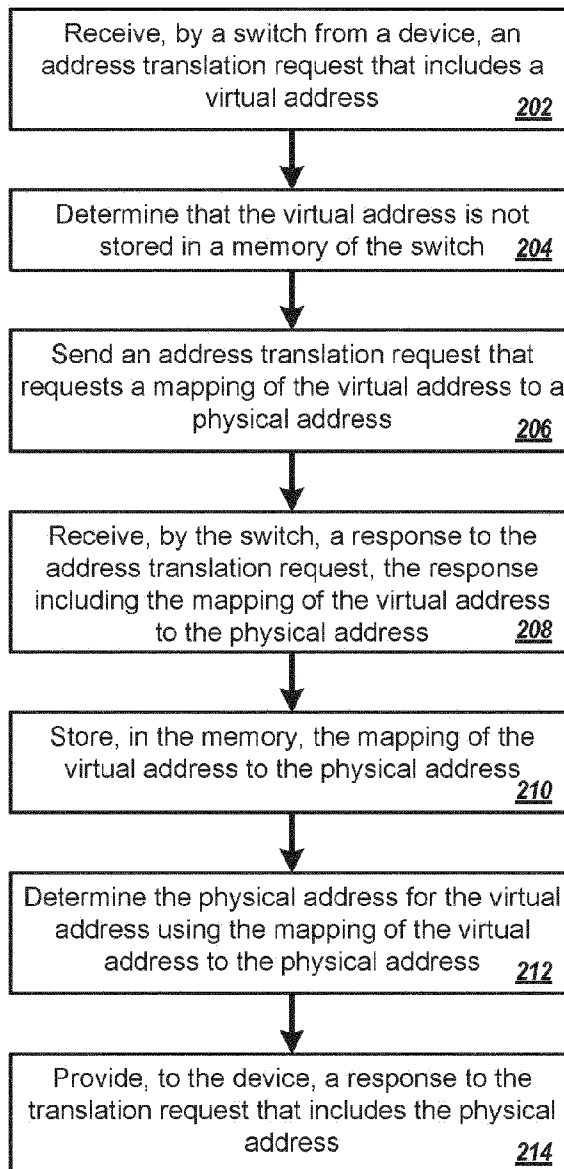 Receive, by a switch from a device, an
address translation request that includes a
virtual address
202
Determine that the virtual address is not
stored in a memory of the switch 204
Send an address translation request that
requests a mapping of the virtual address to a
physical address
206
Receive, by the switch, a response to the
address translation request, the response
including the mapping of the virtual address
to the physical address 208
Store, in the memory, the mapping of the
virtual address to the physical address
210
Determine the physical address for the virtual
address using the mapping of the virtual
address to the physical address 212
Provide, to the device, a response to the
translation request that includes the physical
address 214